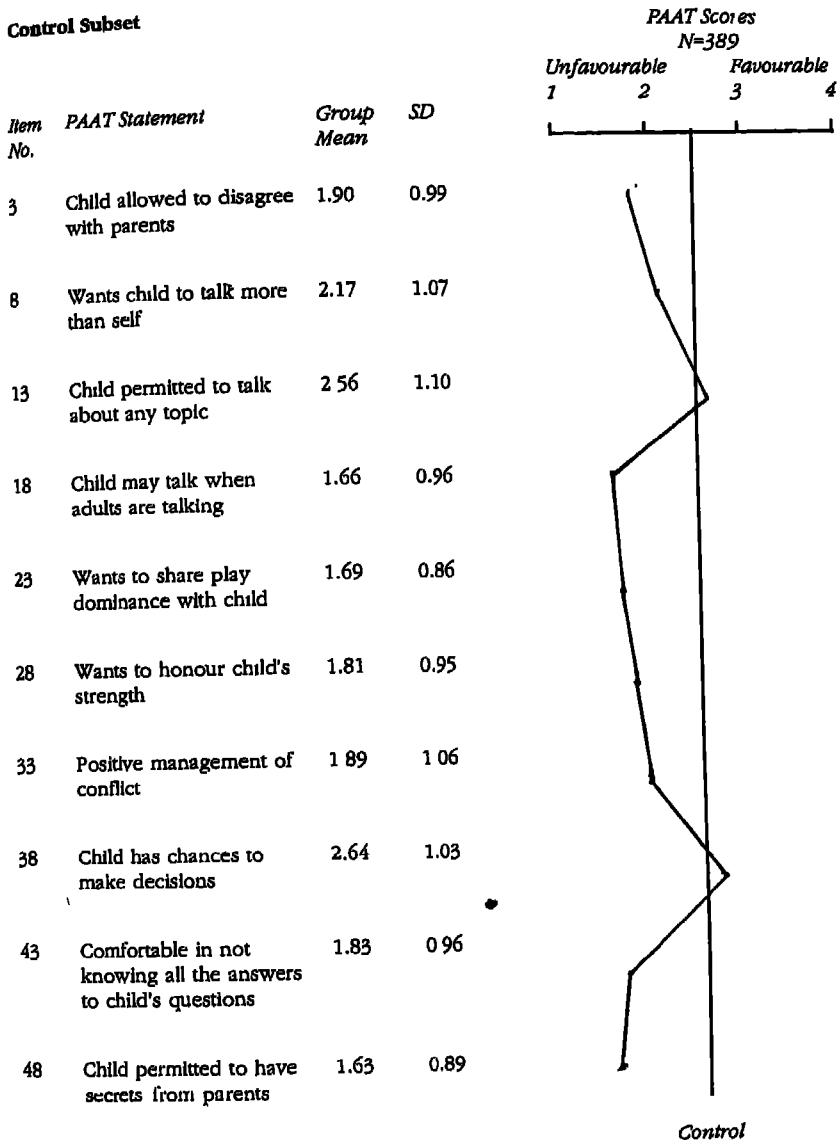 Control Subset
PAAT Scores
N=389
Unfavourable Favourable
1 2 3 4
Item No. PAAT Statement Group Mean SD
3 Child allowed to disagree with parents 1.90 0.99
8 Wants child to talk more than self 2.17 1.07
13 Child permitted to talk about any topic 2 56 1.10
18 Child may talk when adults are talking 1.66 0.96
23 Wants to share play dominance with child 1.69 0.86
28 Wants to honour child's strength 1.81 0.95
33 Positive management of conflict 1 89 1 06
38 Child has chances to make decisions 2.64 1.03
43 Comfortable in not knowing all the answers to child's questions 1.83 0 96
48 Child permitted to have secrets from parents 1.63 0.89
Control